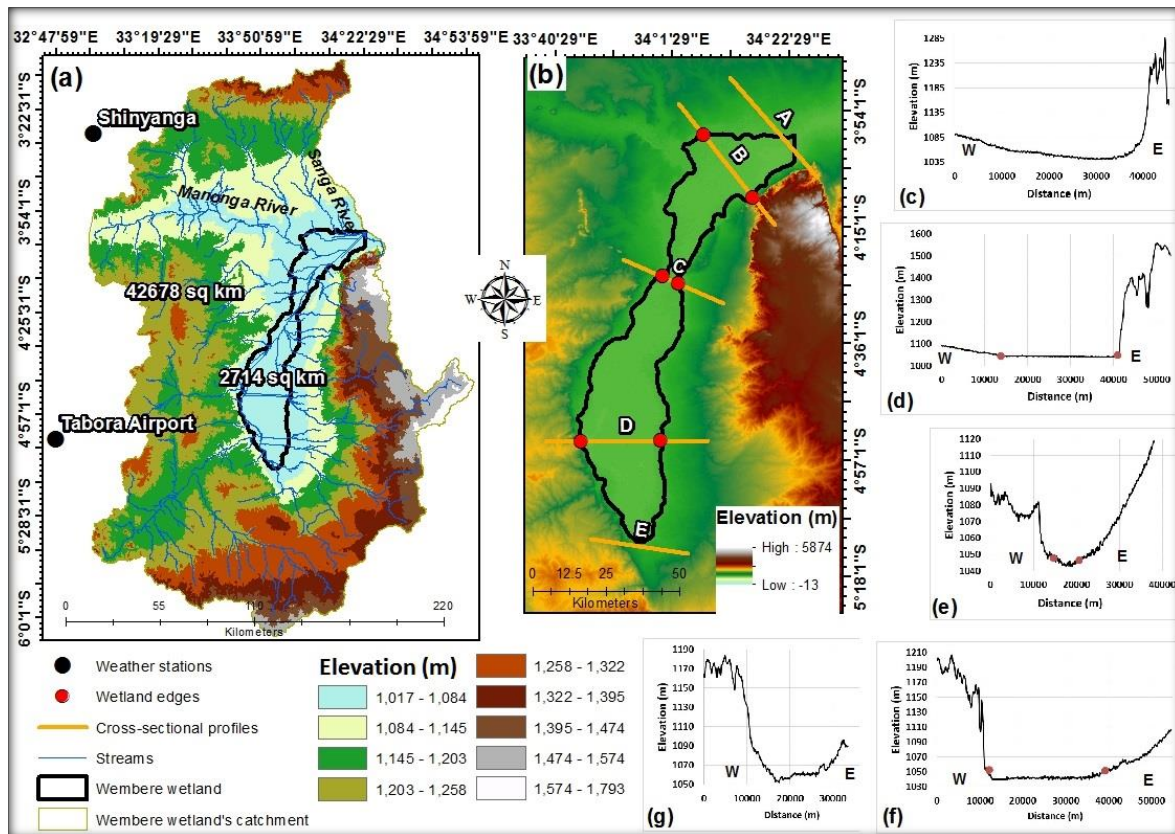 32°47'59"E 33°19'29"E 33°50'59"E 34°22'29"E 34°53'59"E
(a)
3°22'31"S
3°54'1"S
4°25'31"S
4°57'1"S
5°28'31"S
6°0'1"S
Shinyanga
Manonga River
Sanga River
42678 sq km
2714 sq km
Tabora Airport
0 55 110 220
Kilometers
N
W E
S
33°40'29"E 34°1'29"E 34°22'29"E
(b)
A
B
C
D
E
3°54'1"S
4°15'1"S
4°36'1"S
4°57'1"S
5°18'1"S
Elevation (m)
High : 5874
Low : -13
0 12.5 25 50
Kilometers
Elevation (m)
1285
1235
1185
1135
1085
1035
W
E
0 10000 20000 30000 40000
Distance (m)
(c)
Elevation (m)
1600
1500
1400
1300
1200
1100
1000
W
E
0 10000 20000 30000 40000 50000
Distance (m)
(d)
Elevation (m)
1120
1110
1100
1090
1080
1070
1060
1050
1040
W
E
0 10000 20000 30000 40000
Distance (m)
(e)
Weather stations
Wetland edges
Cross-sectional profiles
Streams
Wembere wetland
Wembere wetland's catchment
Elevation (m)
1,017 - 1,084
1,084 - 1,145
1,145 - 1,203
1,203 - 1,258
1,258 - 1,322
1,322 - 1,395
1,395 - 1,474
1,474 - 1,574
1,574 - 1,793
Elevation (m)
1190
1170
1150
1130
1110
1090
1070
1050
W
E
0 10000 20000 30000
Distance (m)
(g)
Elevation (m)
1210
1190
1170
1150
1130
1110
1090
1070
1050
1030
W
E
0 10000 20000 30000 40000 50000
Distance (m)
(f)